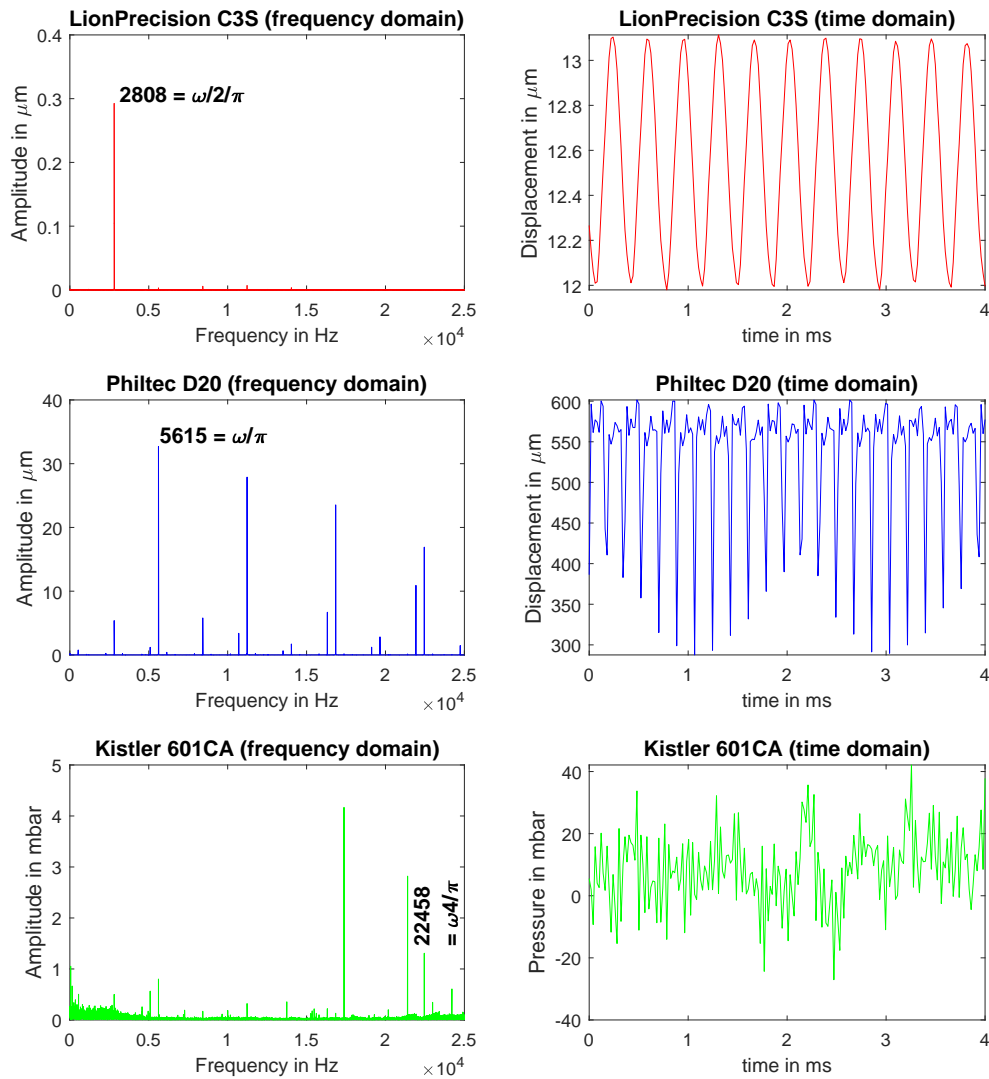 LionPrecision C3S (frequency domain)
0.4
0.3
0.2
0.1
0
Amplitude in μm
2808 = ω/2/π
0 0.5 1 1.5 2 2.5
Frequency in Hz
×10⁴
LionPrecision C3S (time domain)
13
12.8
12.6
12.4
12.2
12
Displacement in μm
0 1 2 3 4
time in ms
Philtec D20 (frequency domain)
40
30
20
10
0
Amplitude in μm
5615 = ω/π
0 0.5 1 1.5 2 2.5
Frequency in Hz
×10⁴
Philtec D20 (time domain)
600
550
500
450
400
350
300
Displacement in μm
0 1 2 3 4
time in ms
Kistler 601CA (frequency domain)
5
4
3
2
1
0
Amplitude in mbar
22458
= ω4/π
0 0.5 1 1.5 2 2.5
Frequency in Hz
×10⁴
Kistler 601CA (time domain)
40
20
0
-20
-40
Pressure in mbar
0 1 2 3 4
time in ms